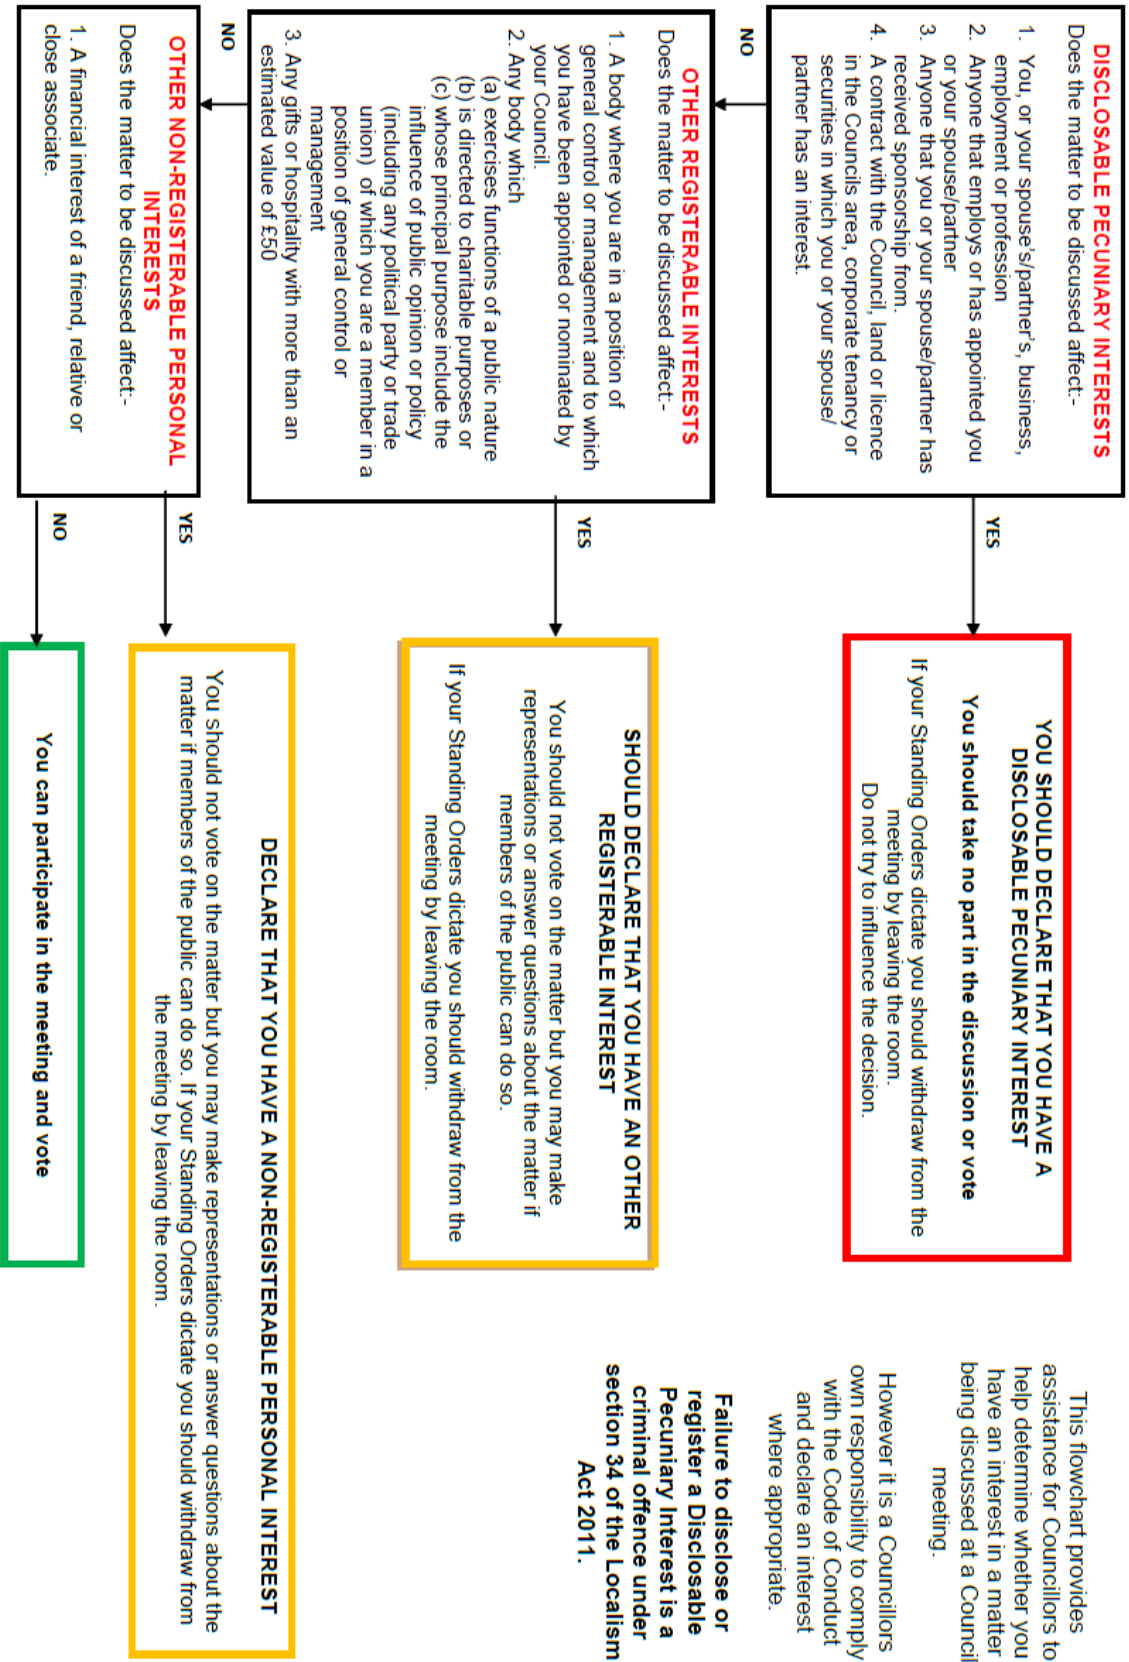 DISCLOSABLE PECUNIARY INTERESTS
Does the matter to be discussed affect:-
1. You, or your spouse's/partner's, business,
employment or profession
2. Anyone that employs or has appointed you
or your spouse/partner
3. Anyone that you or your spouse/partner has
received sponsorship from.
4. A contract with the Council, land or licence
in the Councils area, corporate tenancy or
securities in which you or your spouse/
partner has an interest.
YES
YOU SHOULD DECLARE THAT YOU HAVE A
DISCLOSABLE PECUNIARY INTEREST
You should take no part in the discussion or vote
If your Standing Orders dictate you should withdraw from the
meeting by leaving the room.
Do not try to influence the decision.
This flowchart provides
assistance for Councillors to
help determine whether you
have an interest in a matter
being discussed at a Council
meeting.
However it is a Councillors
own responsibility to comply
with the Code of Conduct
and declare an interest
where appropriate.
Failure to disclose or
register a Disclosable
Pecuniary Interest is a
criminal offence under
section 34 of the Localism
Act 2011.
NO
OTHER REGISTERABLE INTERESTS
Does the matter to be discussed affect:-
1. A body where you are in a position of
general control or management and to which
you have been appointed or nominated by
your Council.
2. Any body which
(a) exercises functions of a public nature
(b) is directed to charitable purposes or
(c) whose principal purpose include the
influence of public opinion or policy
(including any political party or trade
union) of which you are a member in a
position of general control or
management
3. Any gifts or hospitality with more than an
estimated value of £50
YES
SHOULD DECLARE THAT YOU HAVE AN OTHER
REGISTERABLE INTEREST
You should not vote on the matter but you may make
representations or answer questions about the matter if
members of the public can do so.
If your Standing Orders dictate you should withdraw from the
meeting by leaving the room.
NO
OTHER NON-REGISTERABLE PERSONAL
INTERESTS
Does the matter to be discussed affect:-
1. A financial interest of a friend, relative or
close associate.
YES
DECLARE THAT YOU HAVE A NON-REGISTERABLE PERSONAL INTEREST
You should not vote on the matter but you may make representations or answer questions about the
matter if members of the public can do so. If your Standing Orders dictate you should withdraw from
the meeting by leaving the room.
NO
You can participate in the meeting and vote